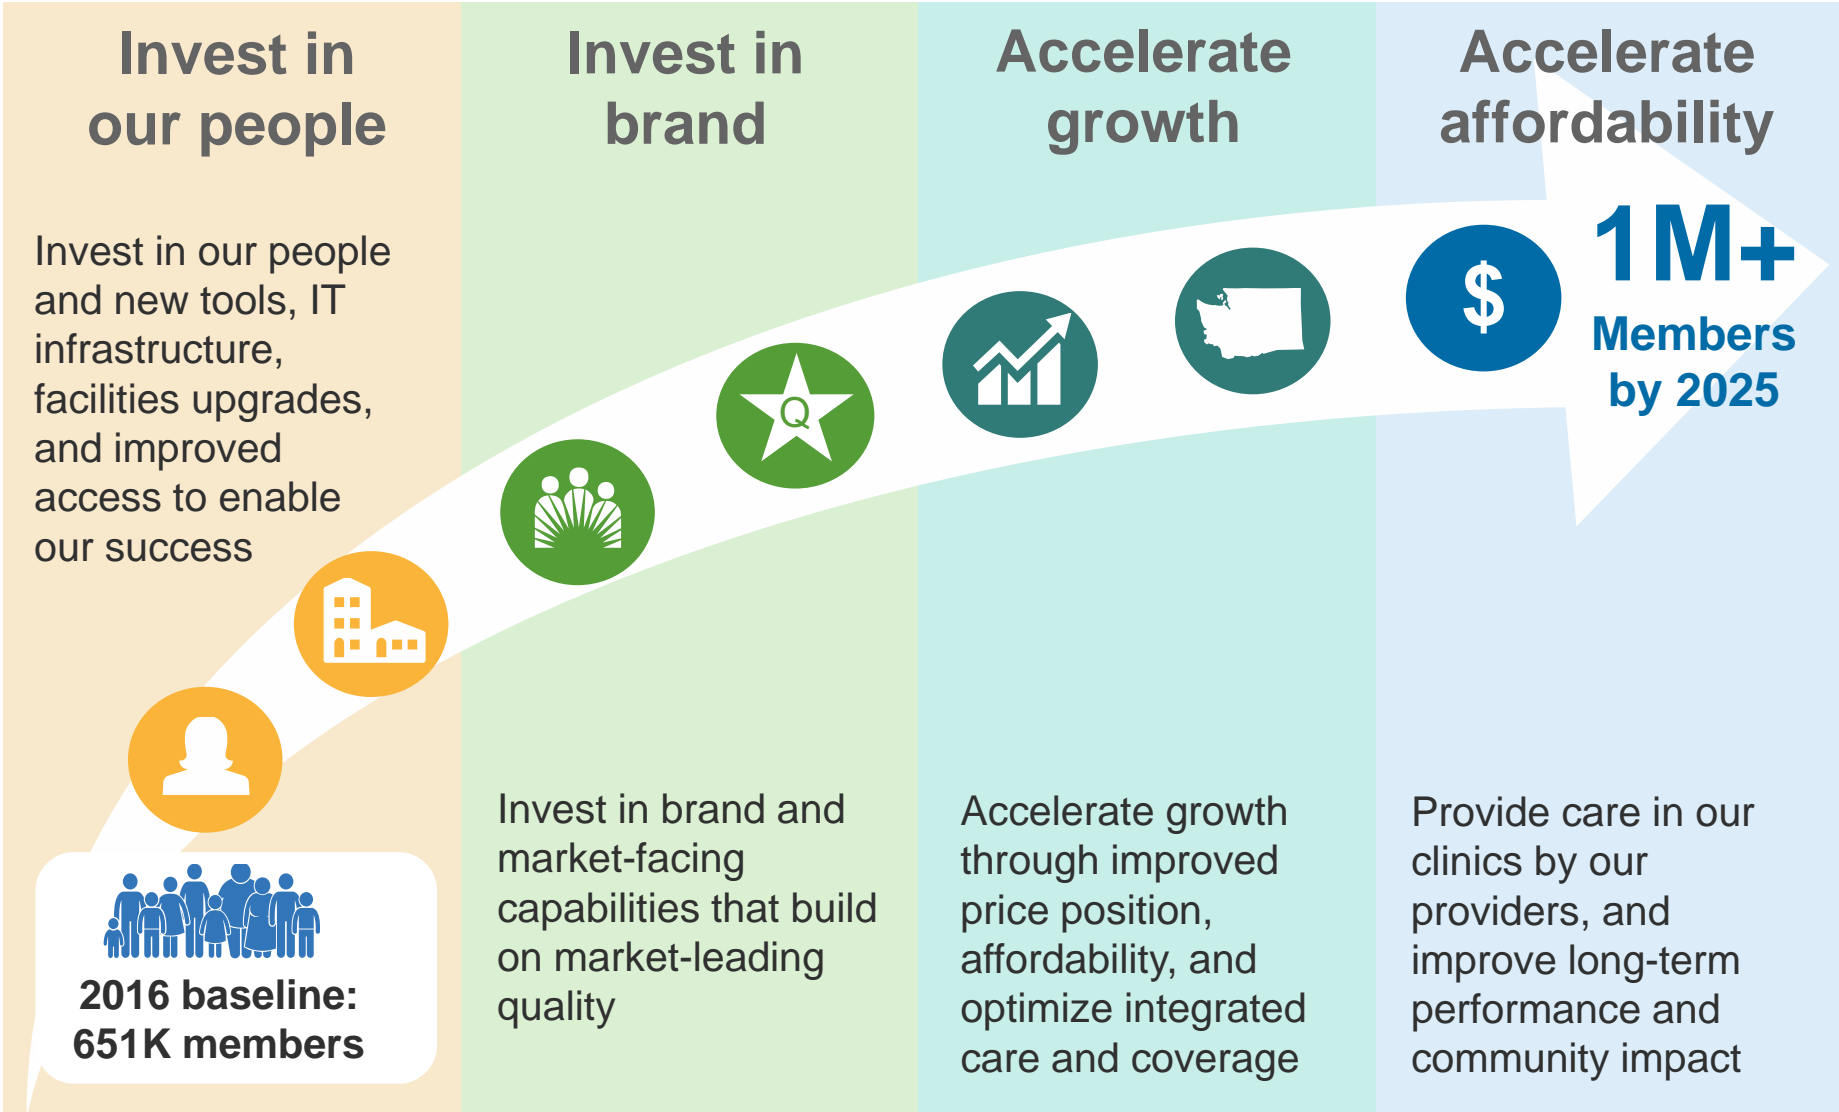 Invest in
our people
Invest in our people
and new tools, IT
infrastructure,
facilities upgrades,
and improved
access to enable
our success
2016 baseline:
651K members
Invest in
brand
Q
Invest in brand and
market-facing
capabilities that build
on market-leading
quality
Accelerate
growth
Accelerate growth
through improved
price position,
affordability, and
optimize integrated
care and coverage
Accelerate
affordability
$
1M+
Members
by 2025
Provide care in our
clinics by our
providers, and
improve long-term
performance and
community impact